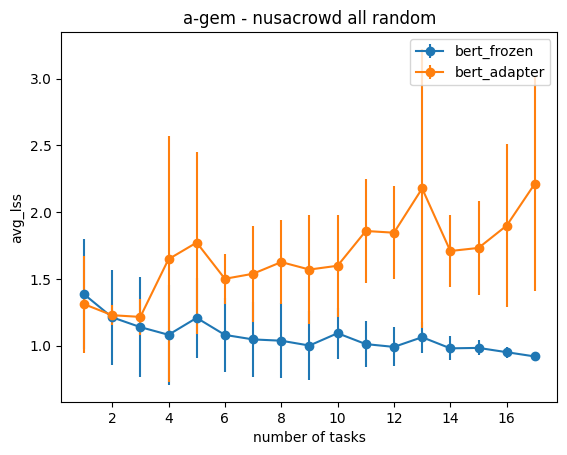 a-gem - nusacrowd all random
bert_frozen
bert_adapter
3.0
2.5
2.0
1.5
1.0
avg_lss
2 4 6 8 10 12 14 16
number of tasks